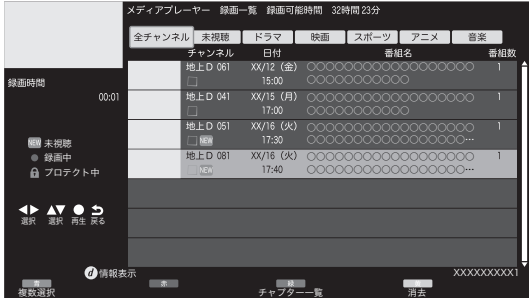 メディアプレーヤー 録画一覧 録画可能時間 32時間23分
全チャンネル 未視聴 ドラマ 映画 スポーツ アニメ 音楽
チャンネル 日付 番組名 番組数
地上D 061 XX/12 (金) ○○○○○○○○○○○○○○○○○○ 1
15:00 ○○○○○○○○○○○
地上D 041 XX/15 (月) ○○○○○○○○○○○○○○○○○○ 1
17:00 ○○○○○○○○○○○
地上D 051 XX/16 (火) ○○○○○○○○○○○○○○○○○○ 1
NEW 17:30 ○○○○○○○○○○○○○○○○○…
地上D 081 XX/16 (火) ○○○○○○○○○○○○○○○○○○ 1
NEW 17:40 ○○○○○○○○○○○○○○○○○…
録画時間
00:01
NEW 未視聴
録画中
プロテクト中
選択 選択 再生 戻る
d 情報表示
XXXXXXXXX1
青 赤 緑
複数選択 チャプター一覧 消去